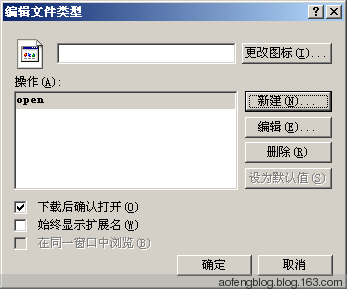 编辑文件类型
更改图标(I)...
操作(A):
open
新建(N)...
编辑(E)...
删除(R)
设为默认值(S)
下载后确认打开(O)
始终显示扩展名(W)
在同一窗口中浏览(B)
确定
取消
aofengblog.blog.163.com